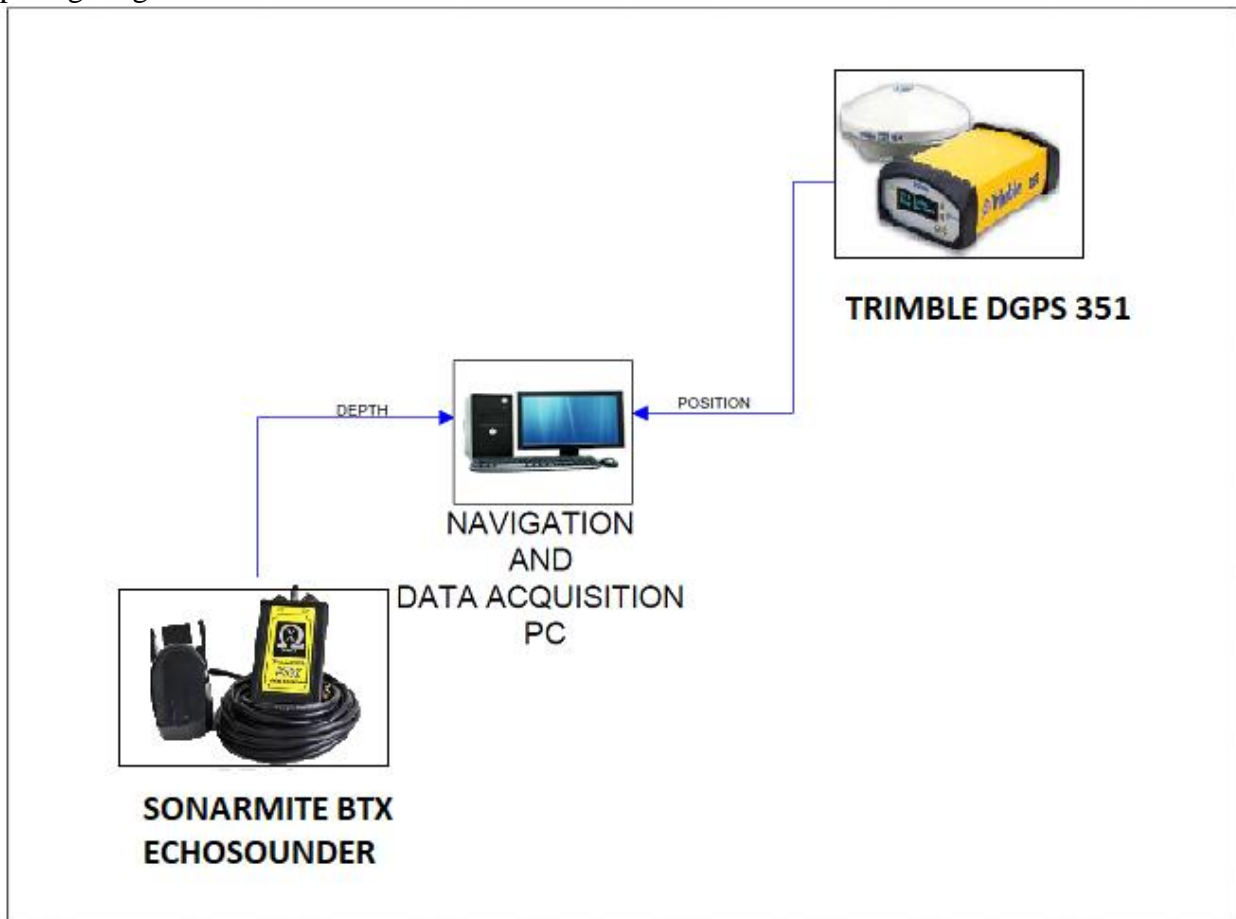 TRIMBLE DGPS 351
DEPTH
POSITION
NAVIGATION
AND
DATA ACQUISITION
PC
SONARMITE BTX
ECHOSOUNDER